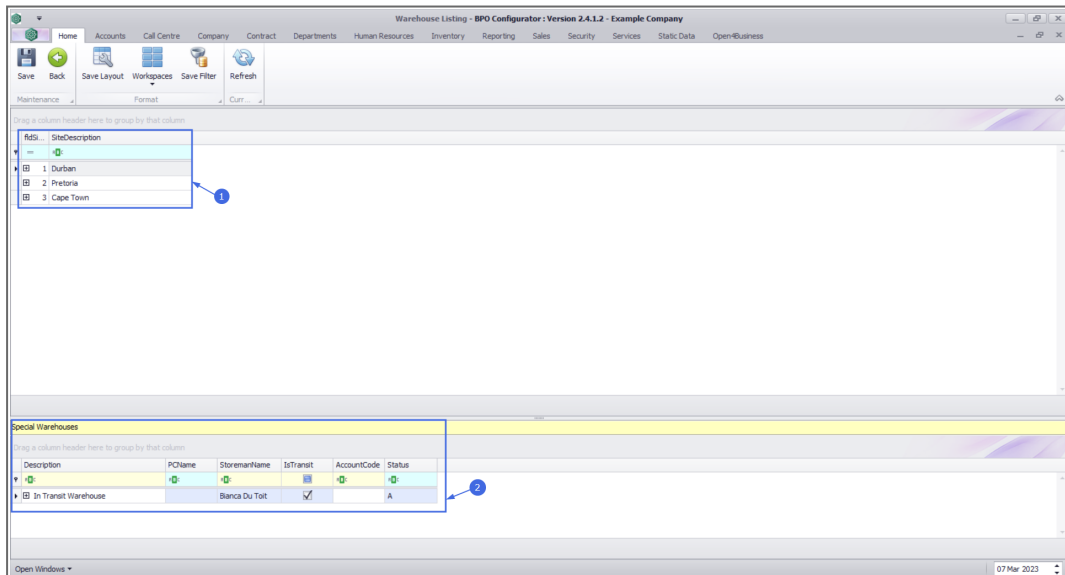 Warehouse Listing - BPO Configurator : Version 2.4.1.2 - Example Company
Home Accounts Call Centre Company Contract Departments Human Resources Inventory Reporting Sales Security Services Static Data Open4Business
Save Back Save Layout Workspaces Save Filter Refresh
Maintenance Format Curr...
Drag a column header here to group by that column
fldSi... SiteDescription
1 Durban
2 Pretoria
3 Cape Town
1
Special Warehouses
Drag a column header here to group by that column
Description PCName StoremanName IsTransit AccountCode Status
In Transit Warehouse Bianca Du Toit A
2
Open Windows 07 Mar 2023